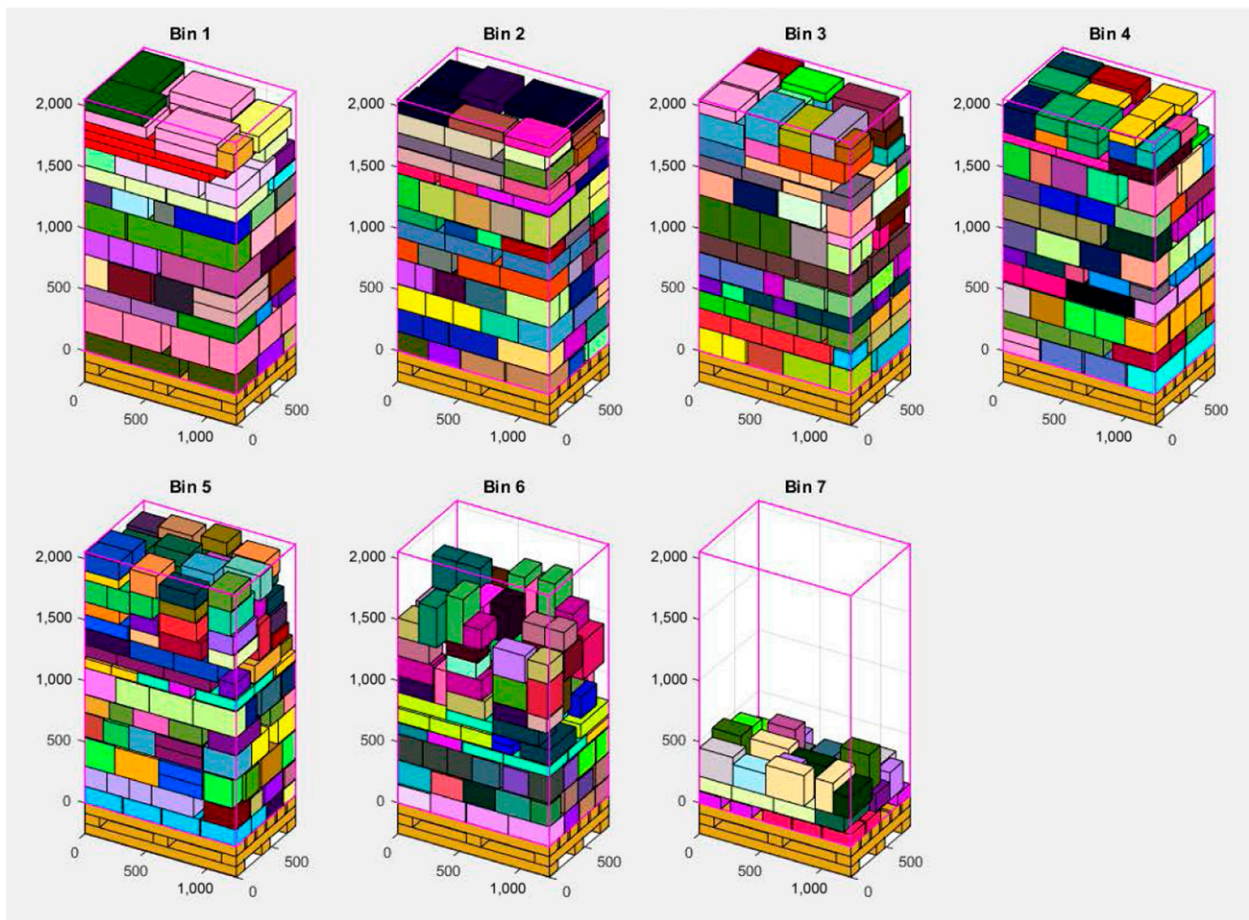 Bin 1 Bin 2 Bin 3 Bin 4
2,000 2,000 2,000 2,000
1,500 1,500 1,500 1,500
1,000 1,000 1,000 1,000
500 500 500 500
0 0 0 0
0 500 0 500 0 500 0 500
500 500 500 500
1,000 0 1,000 0 1,000 0 1,000 0
Bin 5 Bin 6 Bin 7
2,000 2,000 2,000
1,500 1,500 1,500
1,000 1,000 1,000
500 500 500
0 0 0
0 500 0 500 0 500
500 500 500
1,000 0 1,000 0 1,000 0